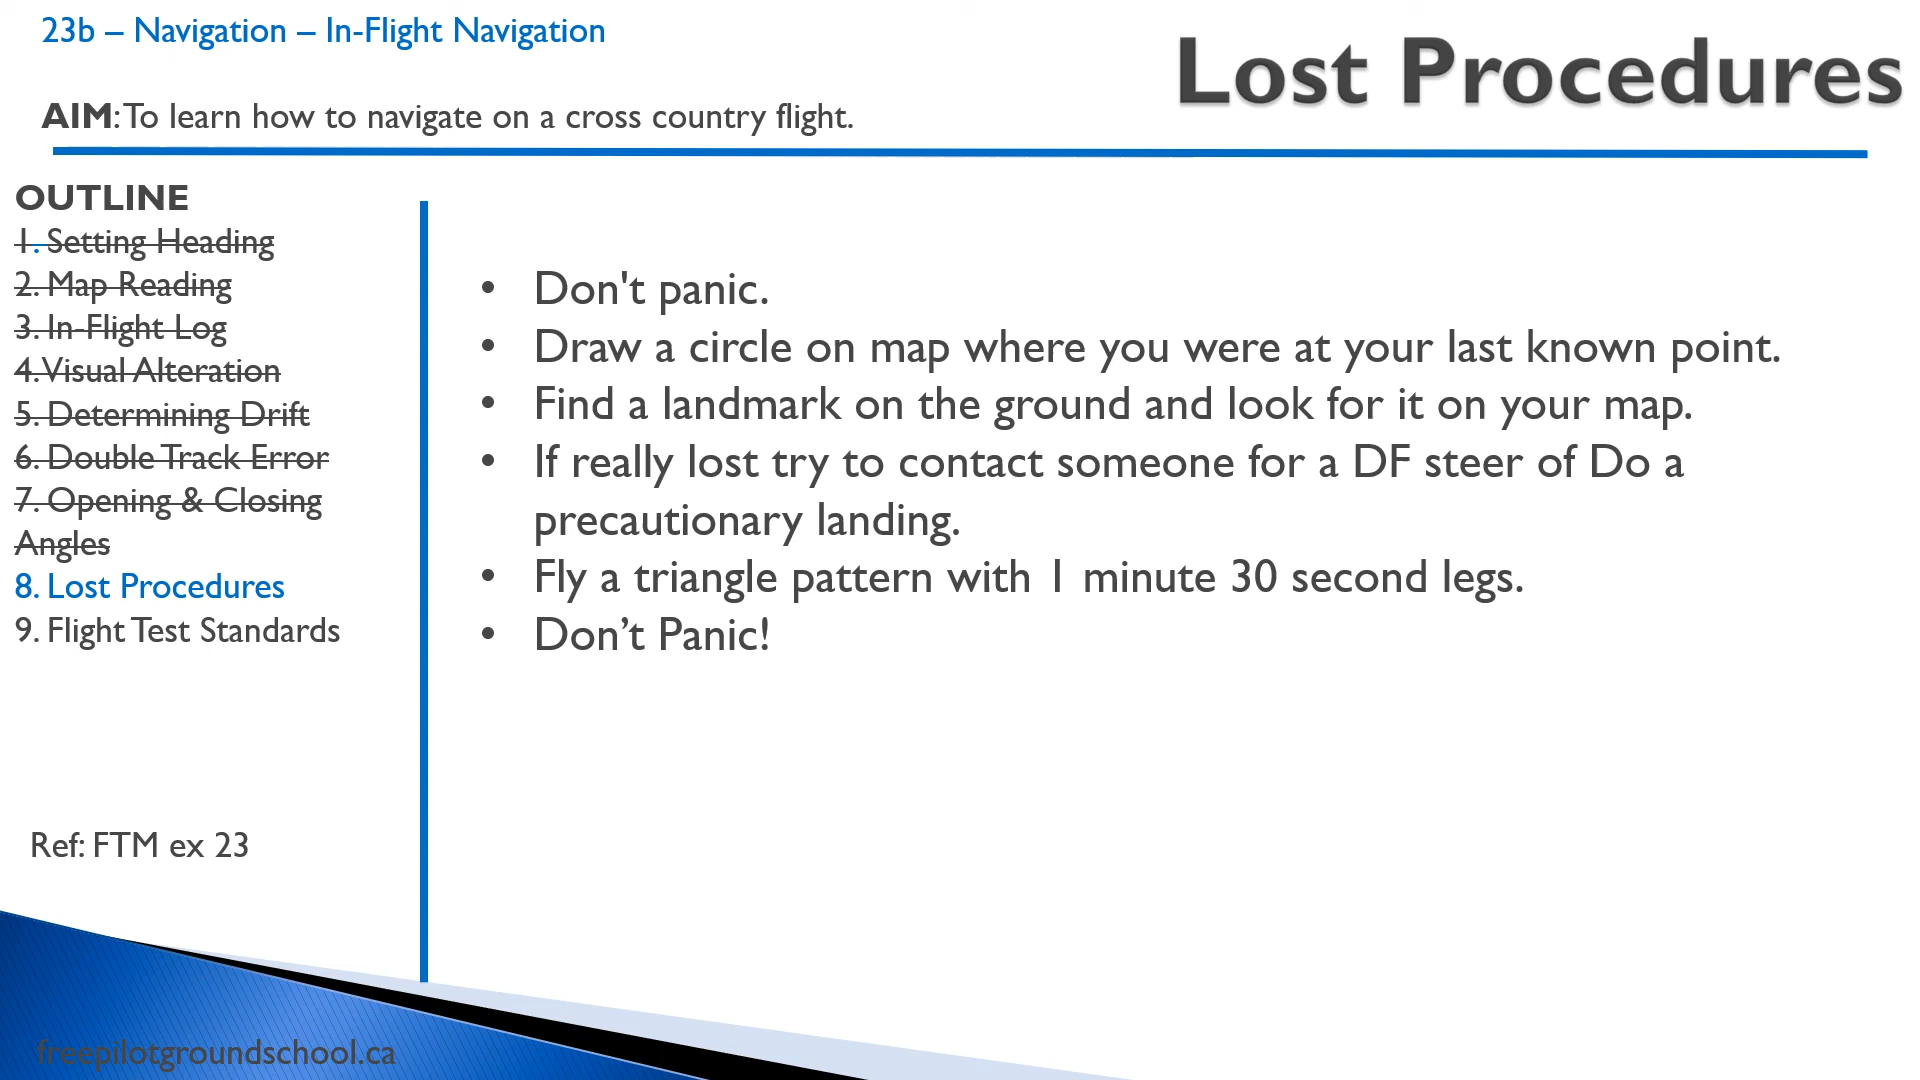 23b – Navigation – In-Flight Navigation
Lost Procedures
AIM: To learn how to navigate on a cross country flight.
OUTLINE
1. Setting Heading
2. Map Reading
3. In-Flight Log
4. Visual Alteration
5. Determining Drift
6. Double Track Error
7. Opening & Closing
Angles
8. Lost Procedures
9. Flight Test Standards
• Don't panic.
• Draw a circle on map where you were at your last known point.
• Find a landmark on the ground and look for it on your map.
• If really lost try to contact someone for a DF steer of Do a
precautionary landing.
• Fly a triangle pattern with 1 minute 30 second legs.
• Don’t Panic!
Ref: FTM ex 23
freepilotgroundschool.ca